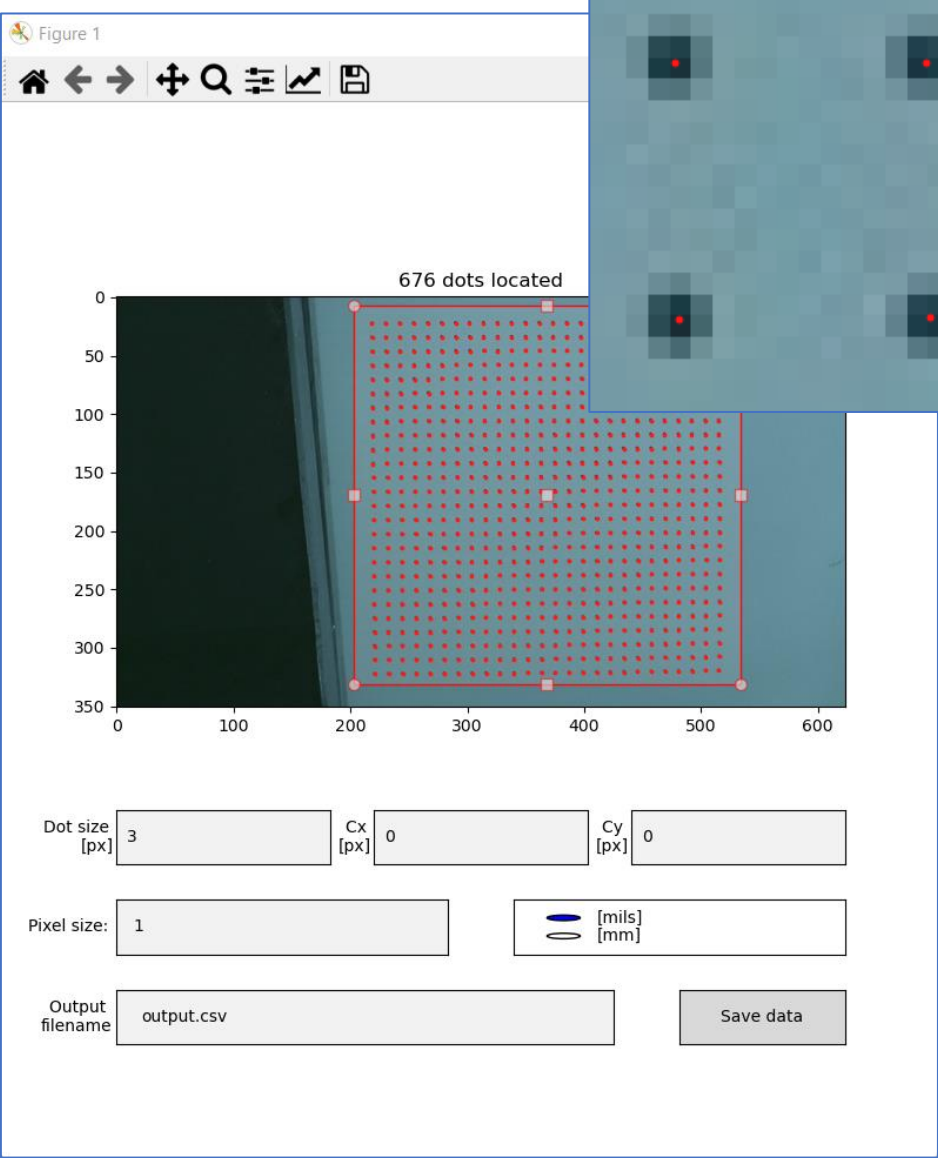 Figure 1
676 dots located
0
50
100
150
200
250
300
350
0 100 200 300 400 500 600
Dot size
[px]
3
Cx
[px]
0
Cy
[px]
0
Pixel size:
1
[mils]
[mm]
Output
filename
output.csv
Save data